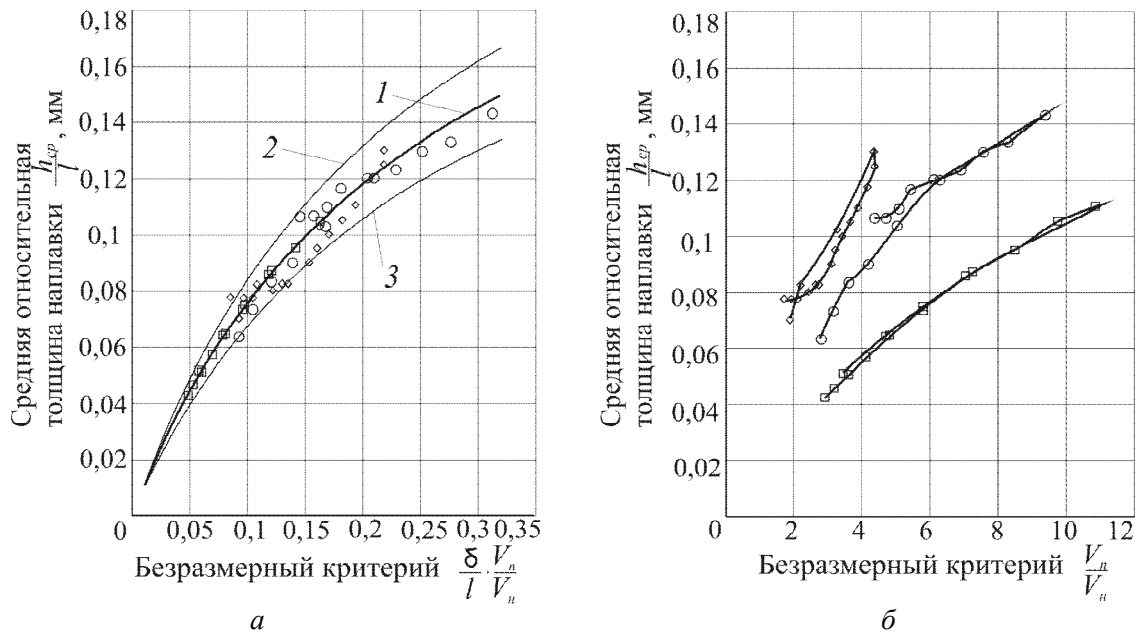 0,18
0,16
0,14
0,12
0,1
0,08
0,06
0,04
0,02
0
Средняя относительная
толщина наплавки h_ср/l, мм
1
2
3
0,05 0,1 0,15 0,2 0,25 0,3 0,35
Безразмерный критерий δ/l · V_п/V_н
а
0,18
0,16
0,14
0,12
0,1
0,08
0,06
0,04
0,02
0
Средняя относительная
толщина наплавки h_ср/l, мм
2 4 6 8 10 12
Безразмерный критерий V_п/V_н
б